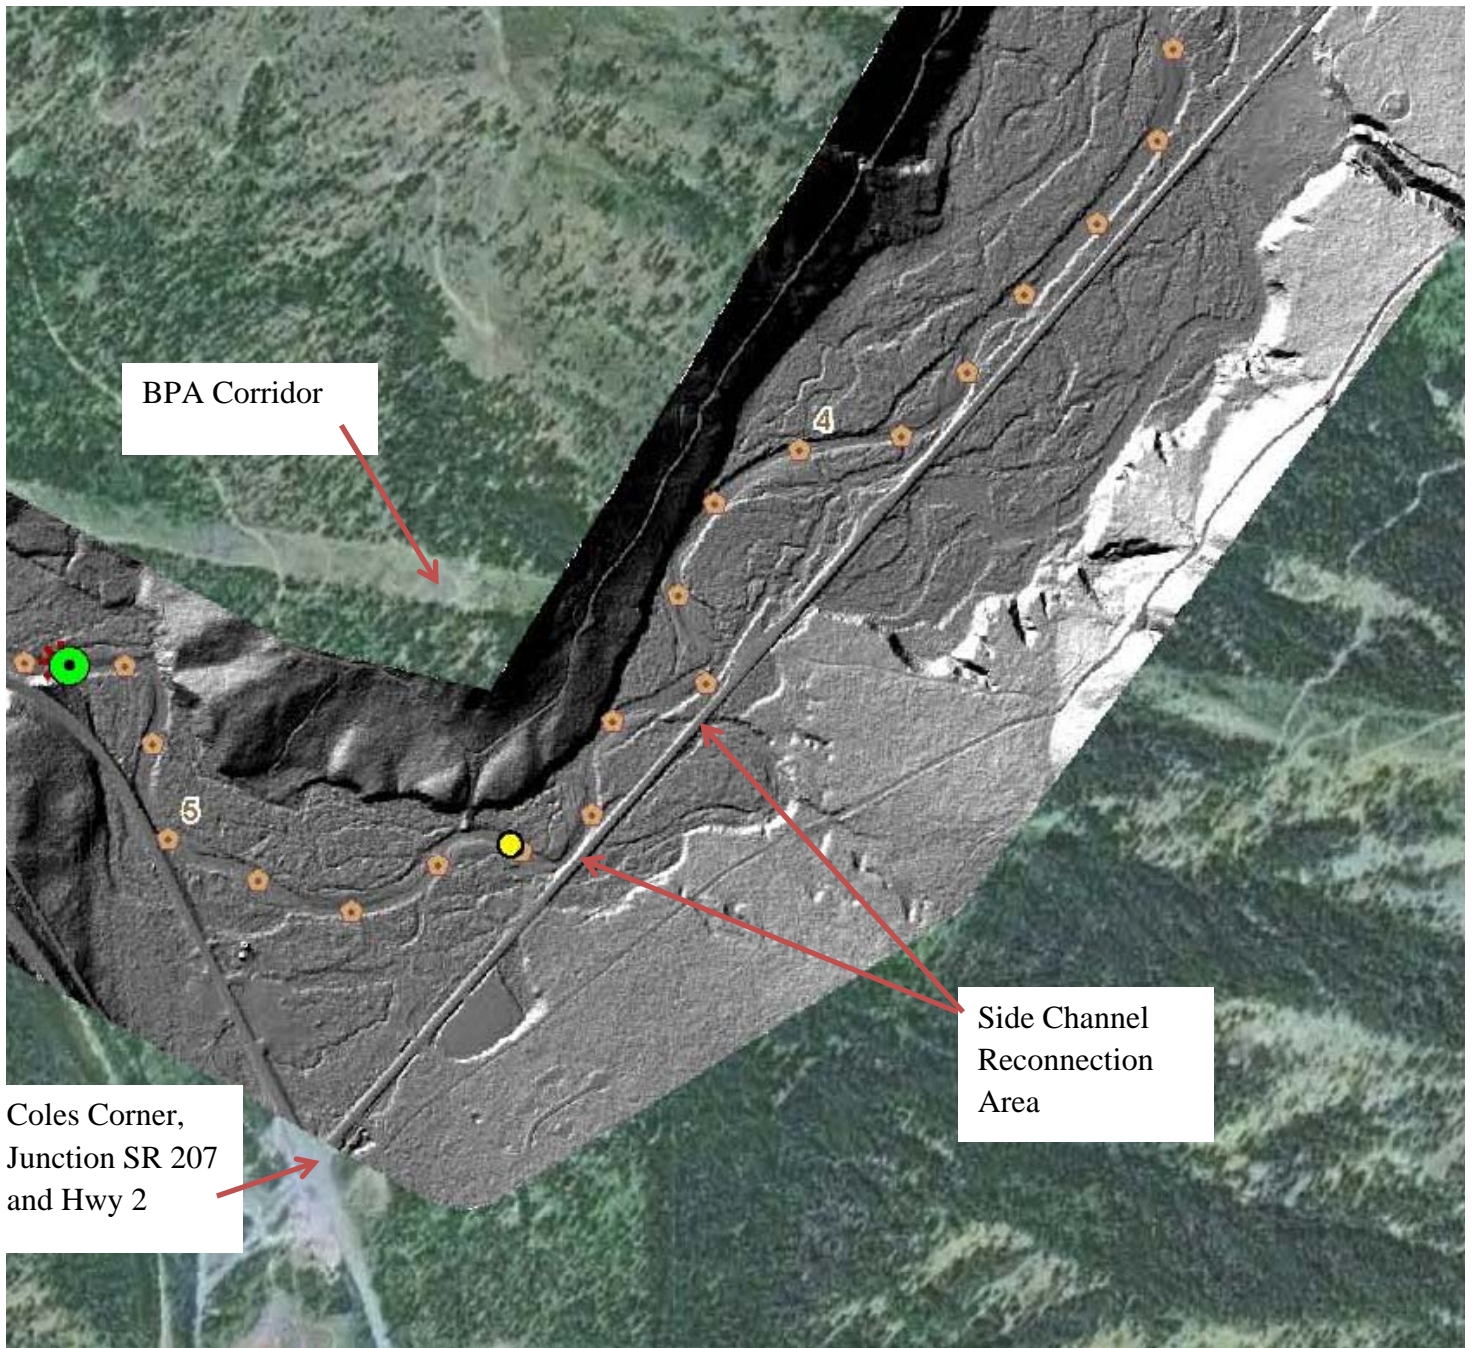 BPA Corridor
4
5
Side Channel
Reconnection
Area
Coles Corner,
Junction SR 207
and Hwy 2